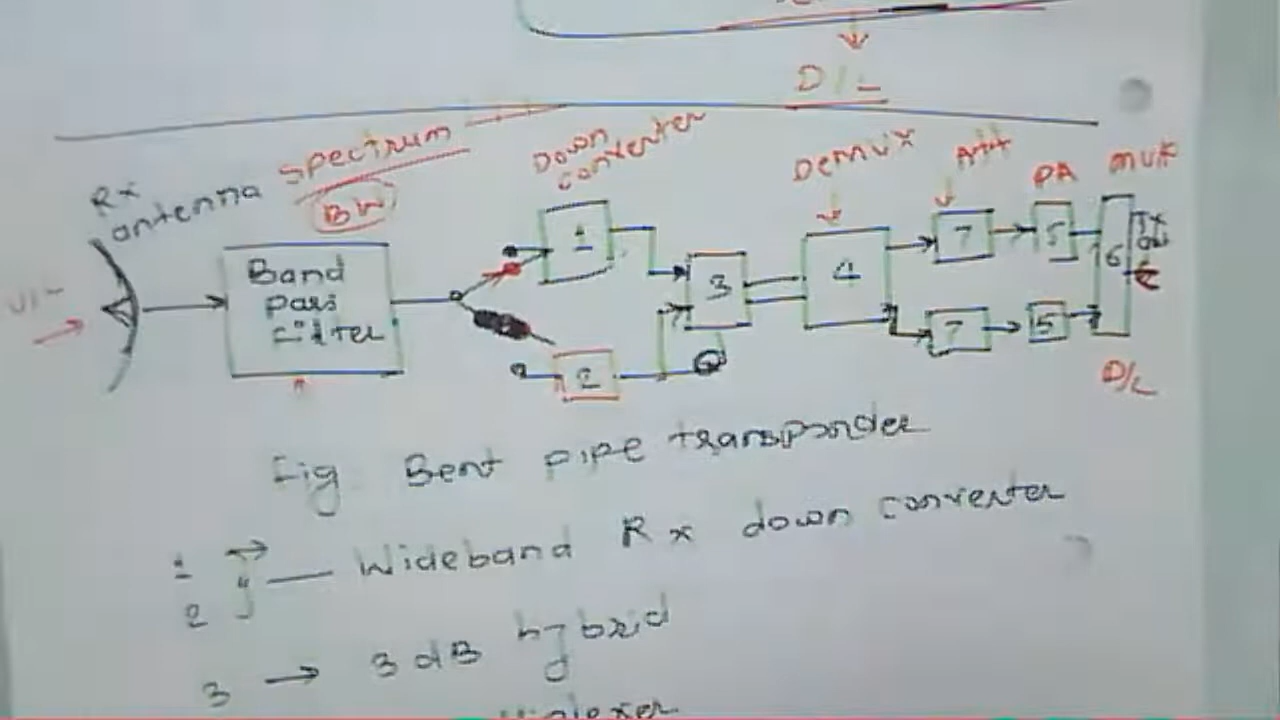 D/L
Spectrum
BW
Down
converter
Demux
Att
PA
MUX
Rx
antenna
Band
pass
Filter
1
2
3
4
7
5
7
5
6
D/L
Fig Bent pipe transponder
1
2 } — Wideband Rx down converter
3 → 3 dB hybrid